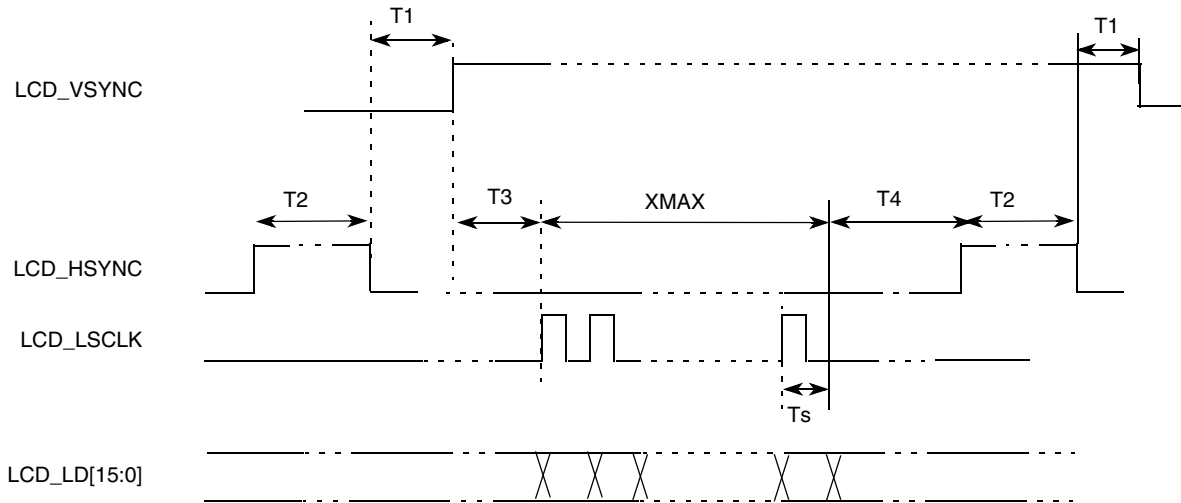 T1
T1
LCD_VSYNC
T2
T3
XMAX
T4
T2
LCD_HSYNC
LCD_LSCLK
Ts
LCD_LD[15:0]